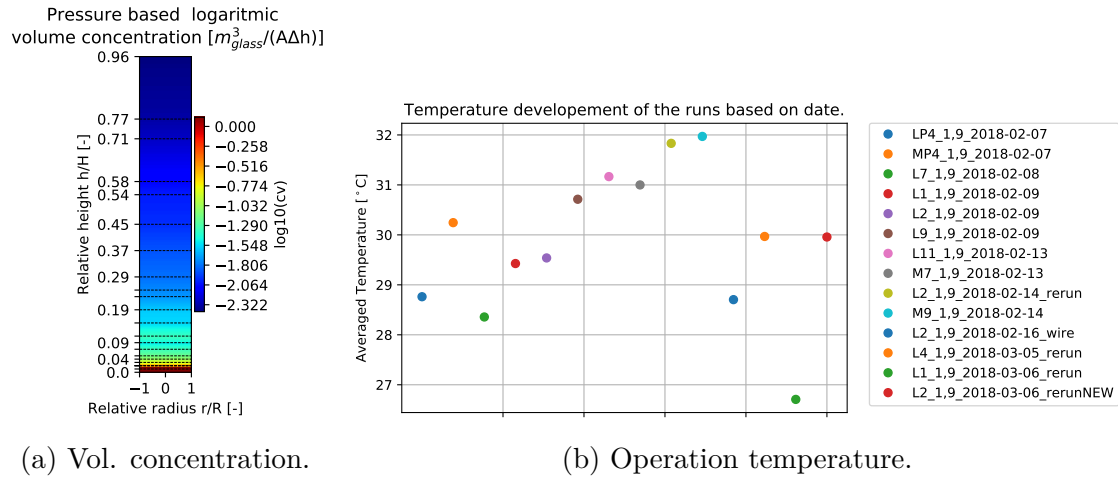 Pressure based  logaritmic
volume concentration [m³glass/(AΔh)]
0.96
0.77
0.71
0.58
0.54
0.45
0.37
0.29
0.19
0.09
0.04
0.0
Relative height h/H [-]
−1 0 1
Relative radius r/R [-]
0.000
−0.258
−0.516
−0.774
−1.032
−1.290
−1.548
−1.806
−2.064
−2.322
log10(cv)
(a) Vol. concentration.
Temperature developement of the runs based on date.
32
31
30
29
28
27
Averaged Temperature [°C]
LP4_1,9_2018-02-07
MP4_1,9_2018-02-07
L7_1,9_2018-02-08
L1_1,9_2018-02-09
L2_1,9_2018-02-09
L9_1,9_2018-02-09
L11_1,9_2018-02-13
M7_1,9_2018-02-13
L2_1,9_2018-02-14_rerun
M9_1,9_2018-02-14
L2_1,9_2018-02-16_wire
L4_1,9_2018-03-05_rerun
L1_1,9_2018-03-06_rerun
L2_1,9_2018-03-06_rerunNEW
(b) Operation temperature.